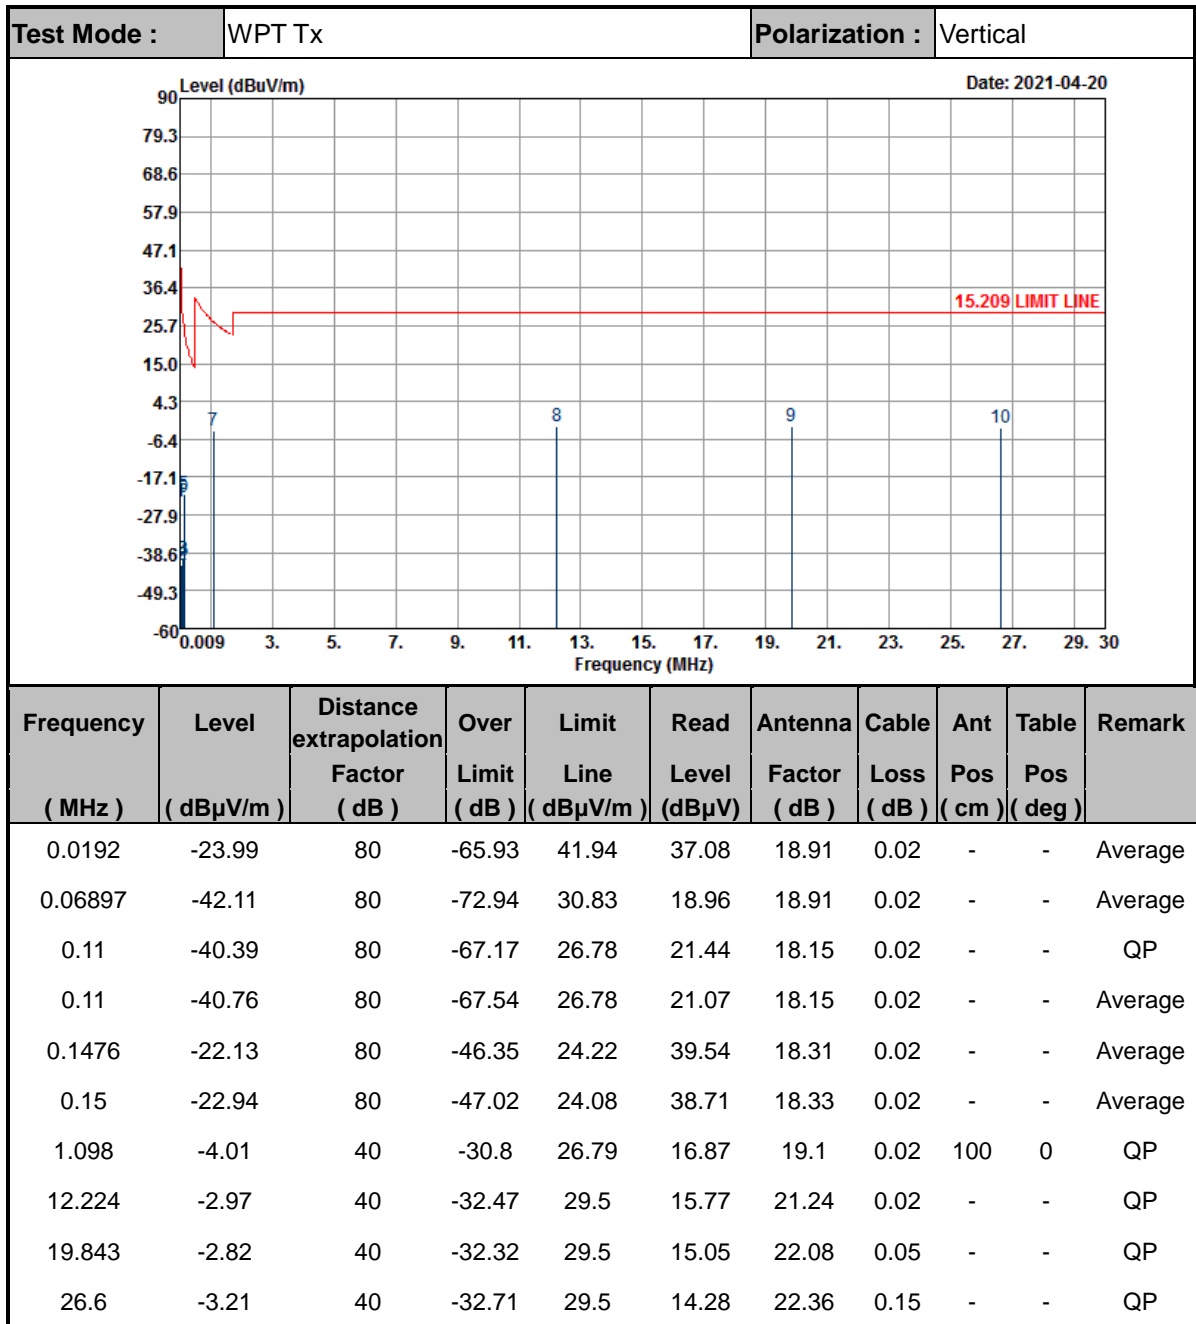 Test Mode : WPT Tx Polarization : Vertical
Level (dBuV/m) Date: 2021-04-20
90
79.3
68.6
57.9
47.1
36.4
15.209 LIMIT LINE
25.7
15.0
4.3
7 8 9 10
-6.4
-17.1
5
-27.9
3
-38.6
-49.3
-60
0.009 3. 5. 7. 9. 11. 13. 15. 17. 19. 21. 23. 25. 27. 29. 30
Frequency (MHz)
Frequency Level Distance extrapolation Over Limit Read Antenna Cable Ant Table Remark
Factor Limit Line Level Factor Loss Pos Pos
( MHz ) ( dBµV/m ) ( dB ) ( dB ) ( dBµV/m ) (dBµV) ( dB ) ( dB ) ( cm ) ( deg )
0.0192 -23.99 80 -65.93 41.94 37.08 18.91 0.02 - - Average
0.06897 -42.11 80 -72.94 30.83 18.96 18.91 0.02 - - Average
0.11 -40.39 80 -67.17 26.78 21.44 18.15 0.02 - - QP
0.11 -40.76 80 -67.54 26.78 21.07 18.15 0.02 - - Average
0.1476 -22.13 80 -46.35 24.22 39.54 18.31 0.02 - - Average
0.15 -22.94 80 -47.02 24.08 38.71 18.33 0.02 - - Average
1.098 -4.01 40 -30.8 26.79 16.87 19.1 0.02 100 0 QP
12.224 -2.97 40 -32.47 29.5 15.77 21.24 0.02 - - QP
19.843 -2.82 40 -32.32 29.5 15.05 22.08 0.05 - - QP
26.6 -3.21 40 -32.71 29.5 14.28 22.36 0.15 - - QP